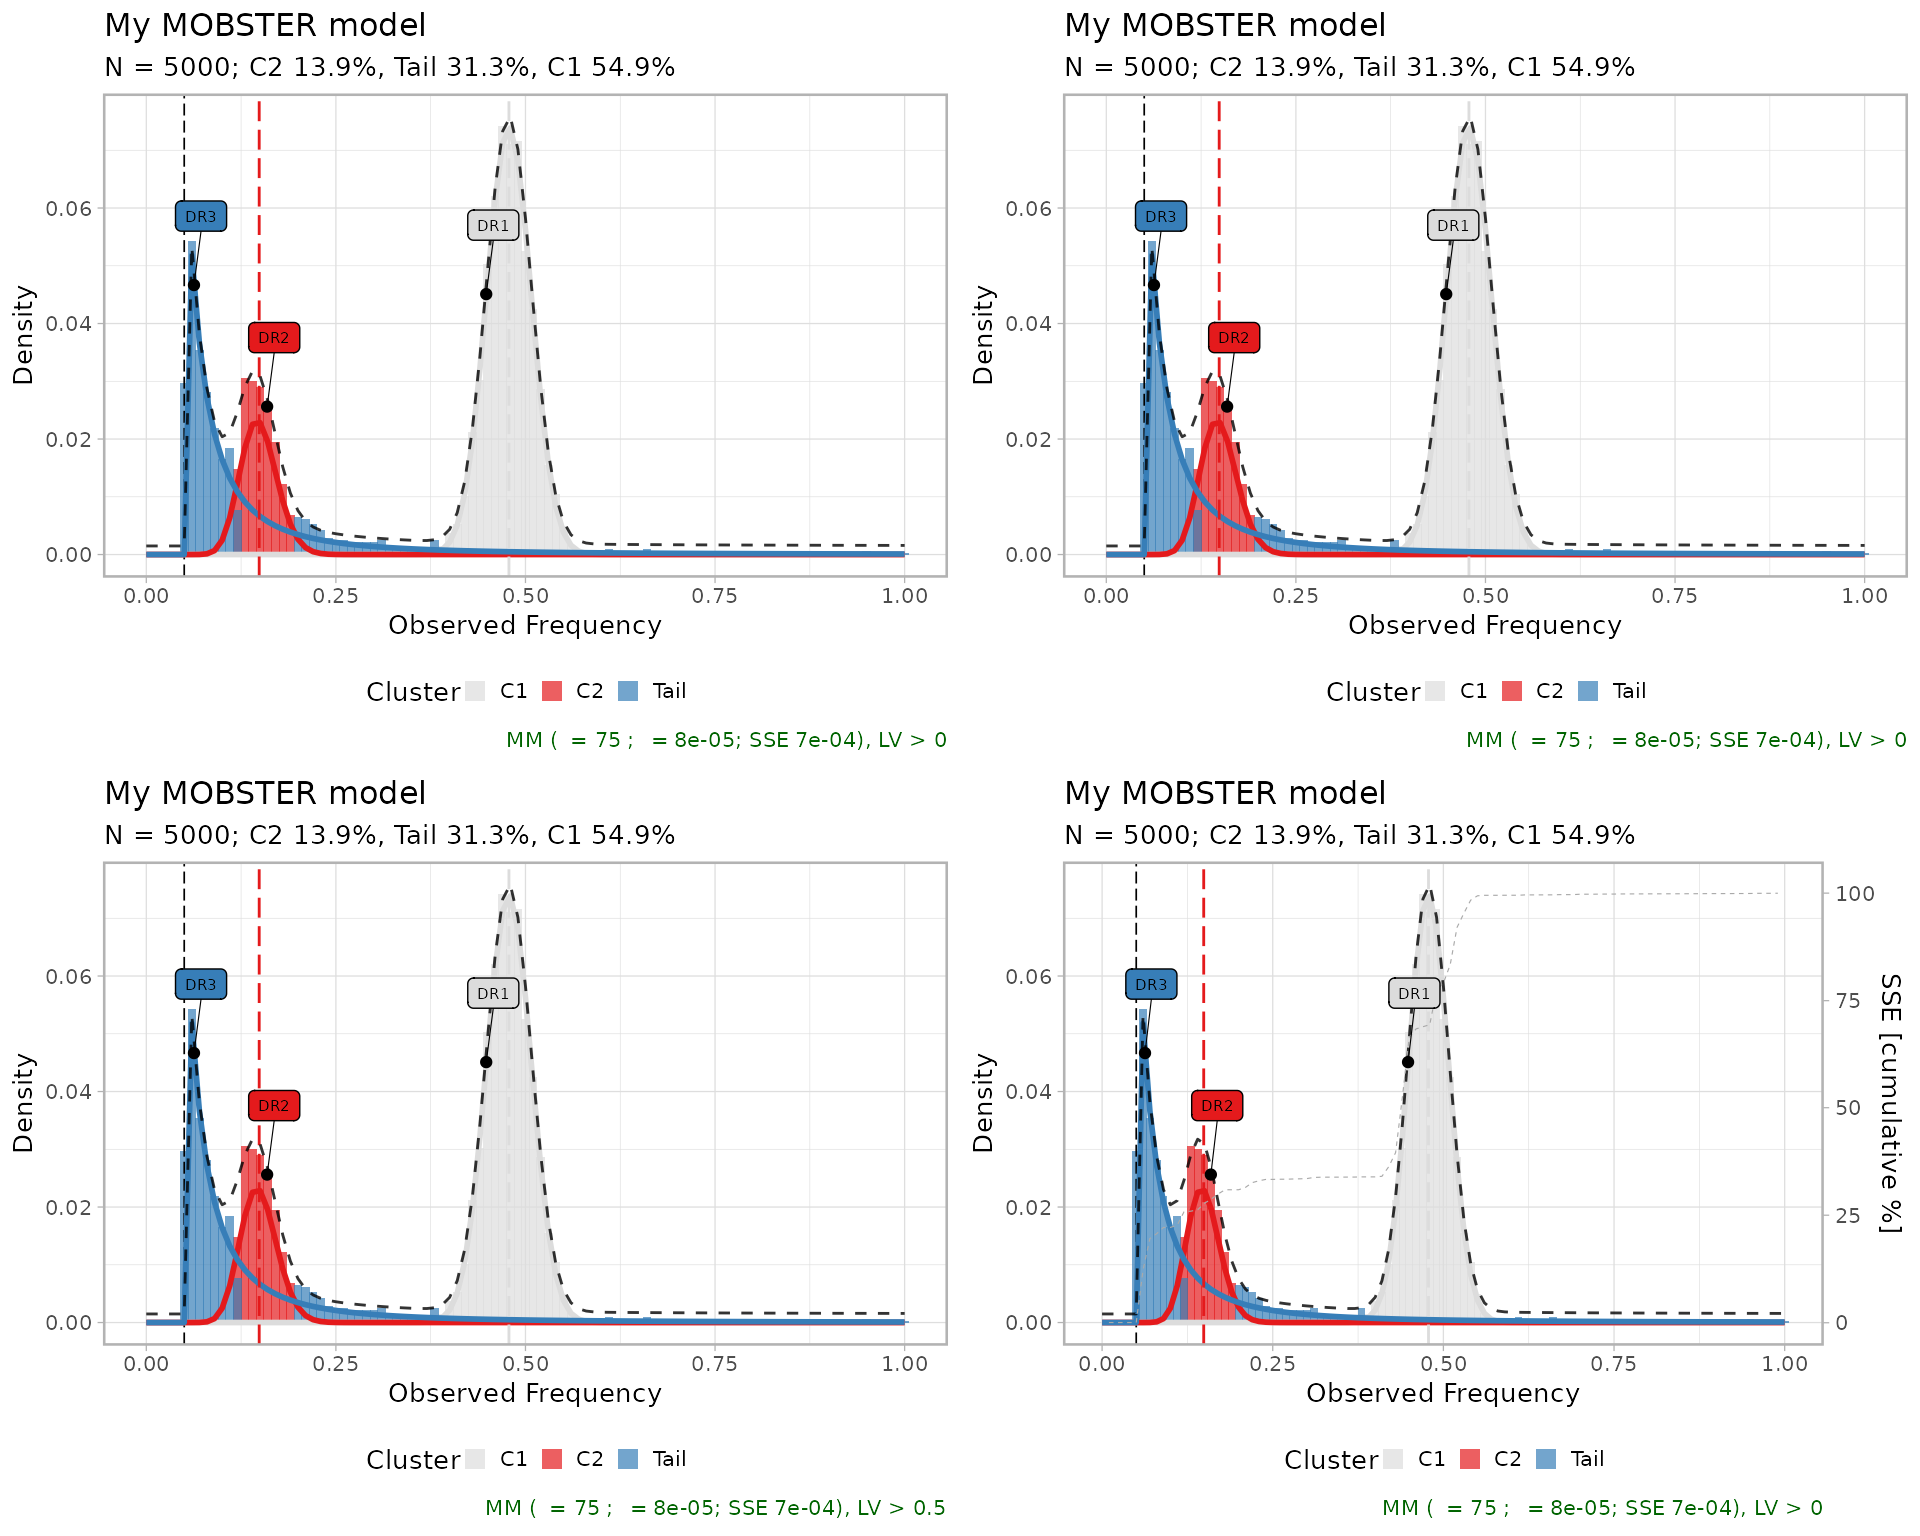 My MOBSTER model
N = 5000; C2 13.9%, Tail 31.3%, C1 54.9%
Density
0.06
0.04
0.02
0.00
DR3
DR2
DR1
0.00 0.25 0.50 0.75 1.00
Observed Frequency
Cluster C1 C2 Tail
MM (  = 75 ;   = 8e-05; SSE 7e-04), LV > 0
My MOBSTER model
N = 5000; C2 13.9%, Tail 31.3%, C1 54.9%
Density
0.06
0.04
0.02
0.00
DR3
DR2
DR1
0.00 0.25 0.50 0.75 1.00
Observed Frequency
Cluster C1 C2 Tail
MM (  = 75 ;   = 8e-05; SSE 7e-04), LV > 0
My MOBSTER model
N = 5000; C2 13.9%, Tail 31.3%, C1 54.9%
Density
0.06
0.04
0.02
0.00
DR3
DR2
DR1
0.00 0.25 0.50 0.75 1.00
Observed Frequency
Cluster C1 C2 Tail
MM (  = 75 ;   = 8e-05; SSE 7e-04), LV > 0.5
My MOBSTER model
N = 5000; C2 13.9%, Tail 31.3%, C1 54.9%
Density
0.06
0.04
0.02
0.00
DR3
DR2
DR1
100
75
50
25
0
SSE [cumulative %]
0.00 0.25 0.50 0.75 1.00
Observed Frequency
Cluster C1 C2 Tail
MM (  = 75 ;   = 8e-05; SSE 7e-04), LV > 0